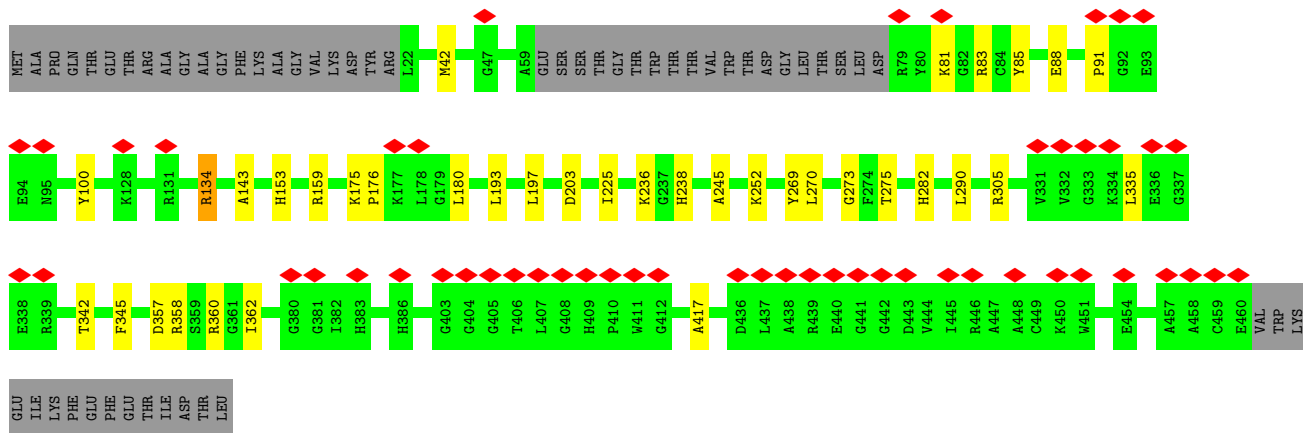 MET ALA PRO GLN THR GLU THR ARG ALA GLY ALA GLY PHE LYS ALA GLY VAL LYS ASP TYR ARG L22 M42 G47 A59 GLU SER SER THR GLY THR TRP THR THR VAL TRP THR ASP GLY LEU THR SER LEU ASP R79 Y80 K81 G82 R83 C84 Y85 E88 P91 G92 E93
E94 N95 Y100 K128 R131 R134 A143 H153 R159 K175 P176 K177 L178 G179 L180 L193 L197 D203 I225 K236 G237 H238 A245 K252 Y269 L270 G273 F274 T275 H282 L290 R305 V331 V332 G333 K334 L335 E336 G337
E338 R339 T342 F345 D357 R358 S359 R360 G361 I362 G380 G381 I382 H383 H386 G403 G404 G405 T406 L407 G408 H409 P410 W411 G412 A417 D436 L437 A438 R439 E440 G441 G442 D443 V444 I445 R446 A447 A448 C449 K450 W451 E454 A457 A458 C459 E460 VAL TRP LYS
GLU ILE LYS PHE GLU PHE GLU THR ILE ASP THR LEU